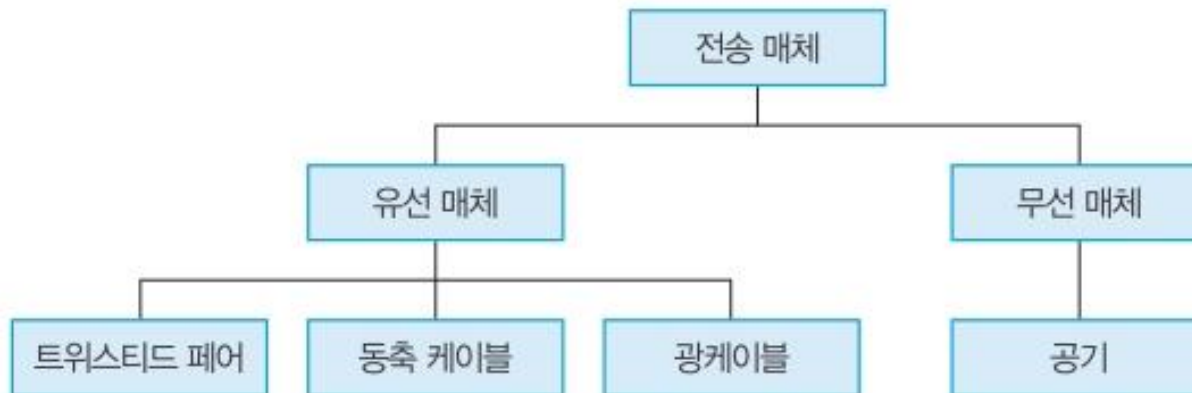 전송 매체
유선 매체
무선 매체
트위스티드 페어
동축 케이블
광케이블
공기